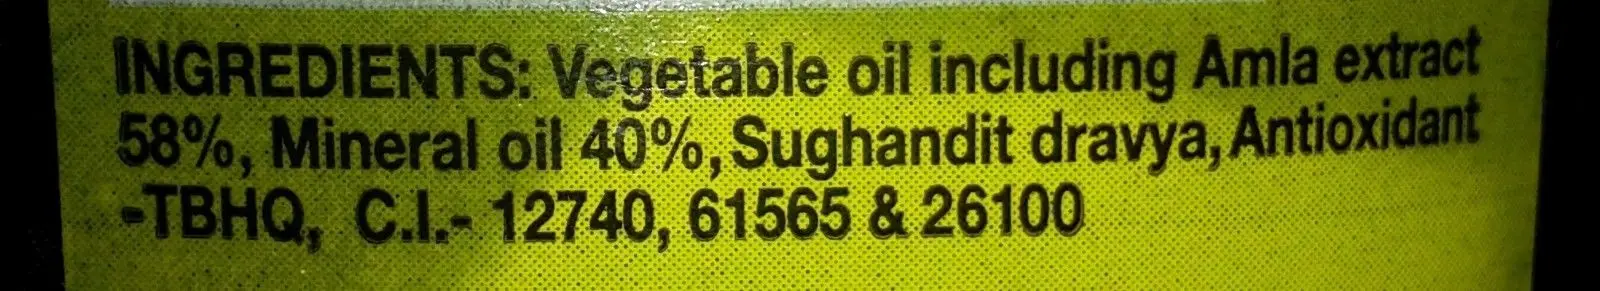 INGREDIENTS: Vegetable oil including Amla extract
58%, Mineral oil 40%, Sughandit dravya, Antioxidant
-TBHQ, C.I.- 12740, 61565 & 26100